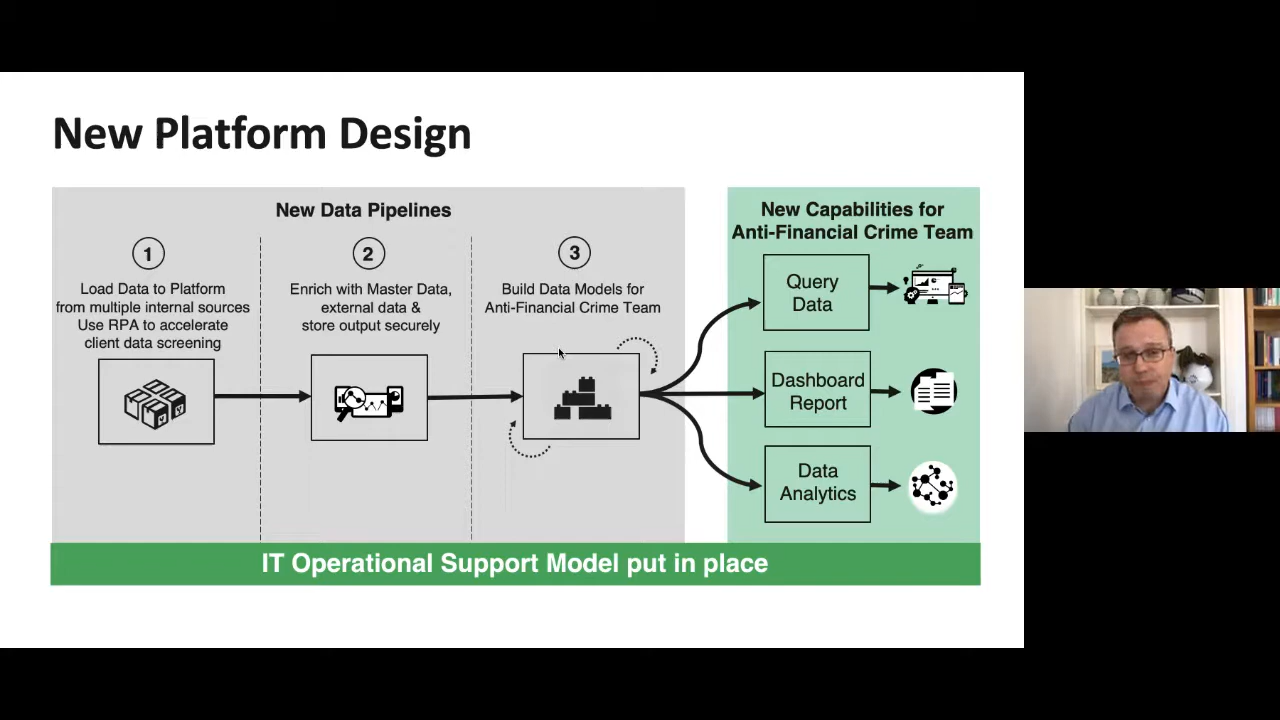 New Platform Design
New Data Pipelines
1
Load Data to Platform
from multiple internal sources
Use RPA to accelerate
client data screening
2
Enrich with Master Data,
external data &
store output securely
3
Build Data Models for
Anti-Financial Crime Team
New Capabilities for
Anti-Financial Crime Team
Query
Data
Dashboard
Report
Data
Analytics
IT Operational Support Model put in place